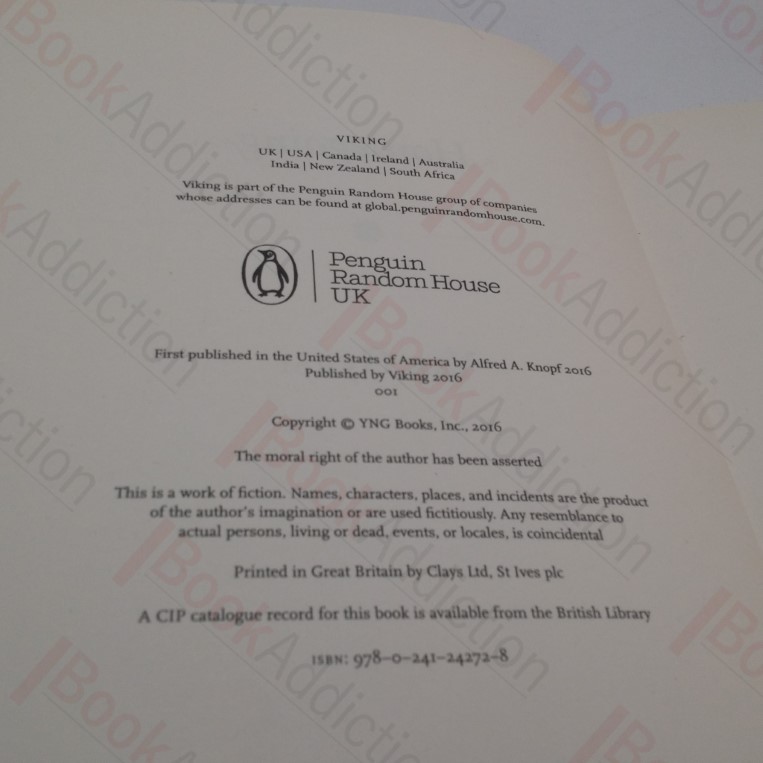 VIKING
UK | USA | Canada | Ireland | Australia
India | New Zealand | South Africa
Viking is part of the Penguin Random House group of companies
whose addresses can be found at global.penguinrandomhouse.com.
Penguin
Random House
UK
First published in the United States of America by Alfred A. Knopf 2016
Published by Viking 2016
001
Copyright © YNG Books, Inc., 2016
The moral right of the author has been asserted
This is a work of fiction. Names, characters, places, and incidents are the product
of the author's imagination or are used fictitiously. Any resemblance to
actual persons, living or dead, events, or locales, is coincidental
Printed in Great Britain by Clays Ltd, St Ives plc
A CIP catalogue record for this book is available from the British Library
ISBN: 978–0–241–24272–8
BookAddiction